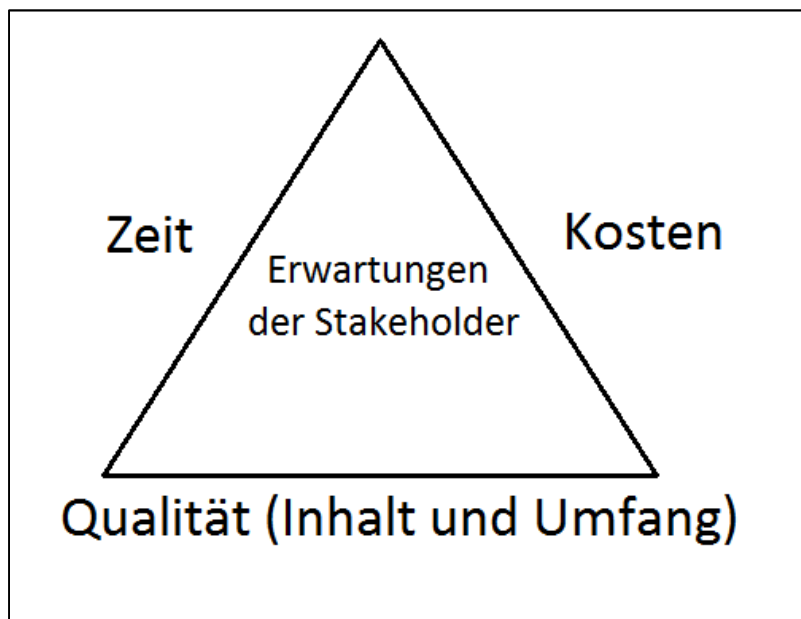 Zeit
Kosten
Erwartungen
der Stakeholder
Qualität (Inhalt und Umfang)